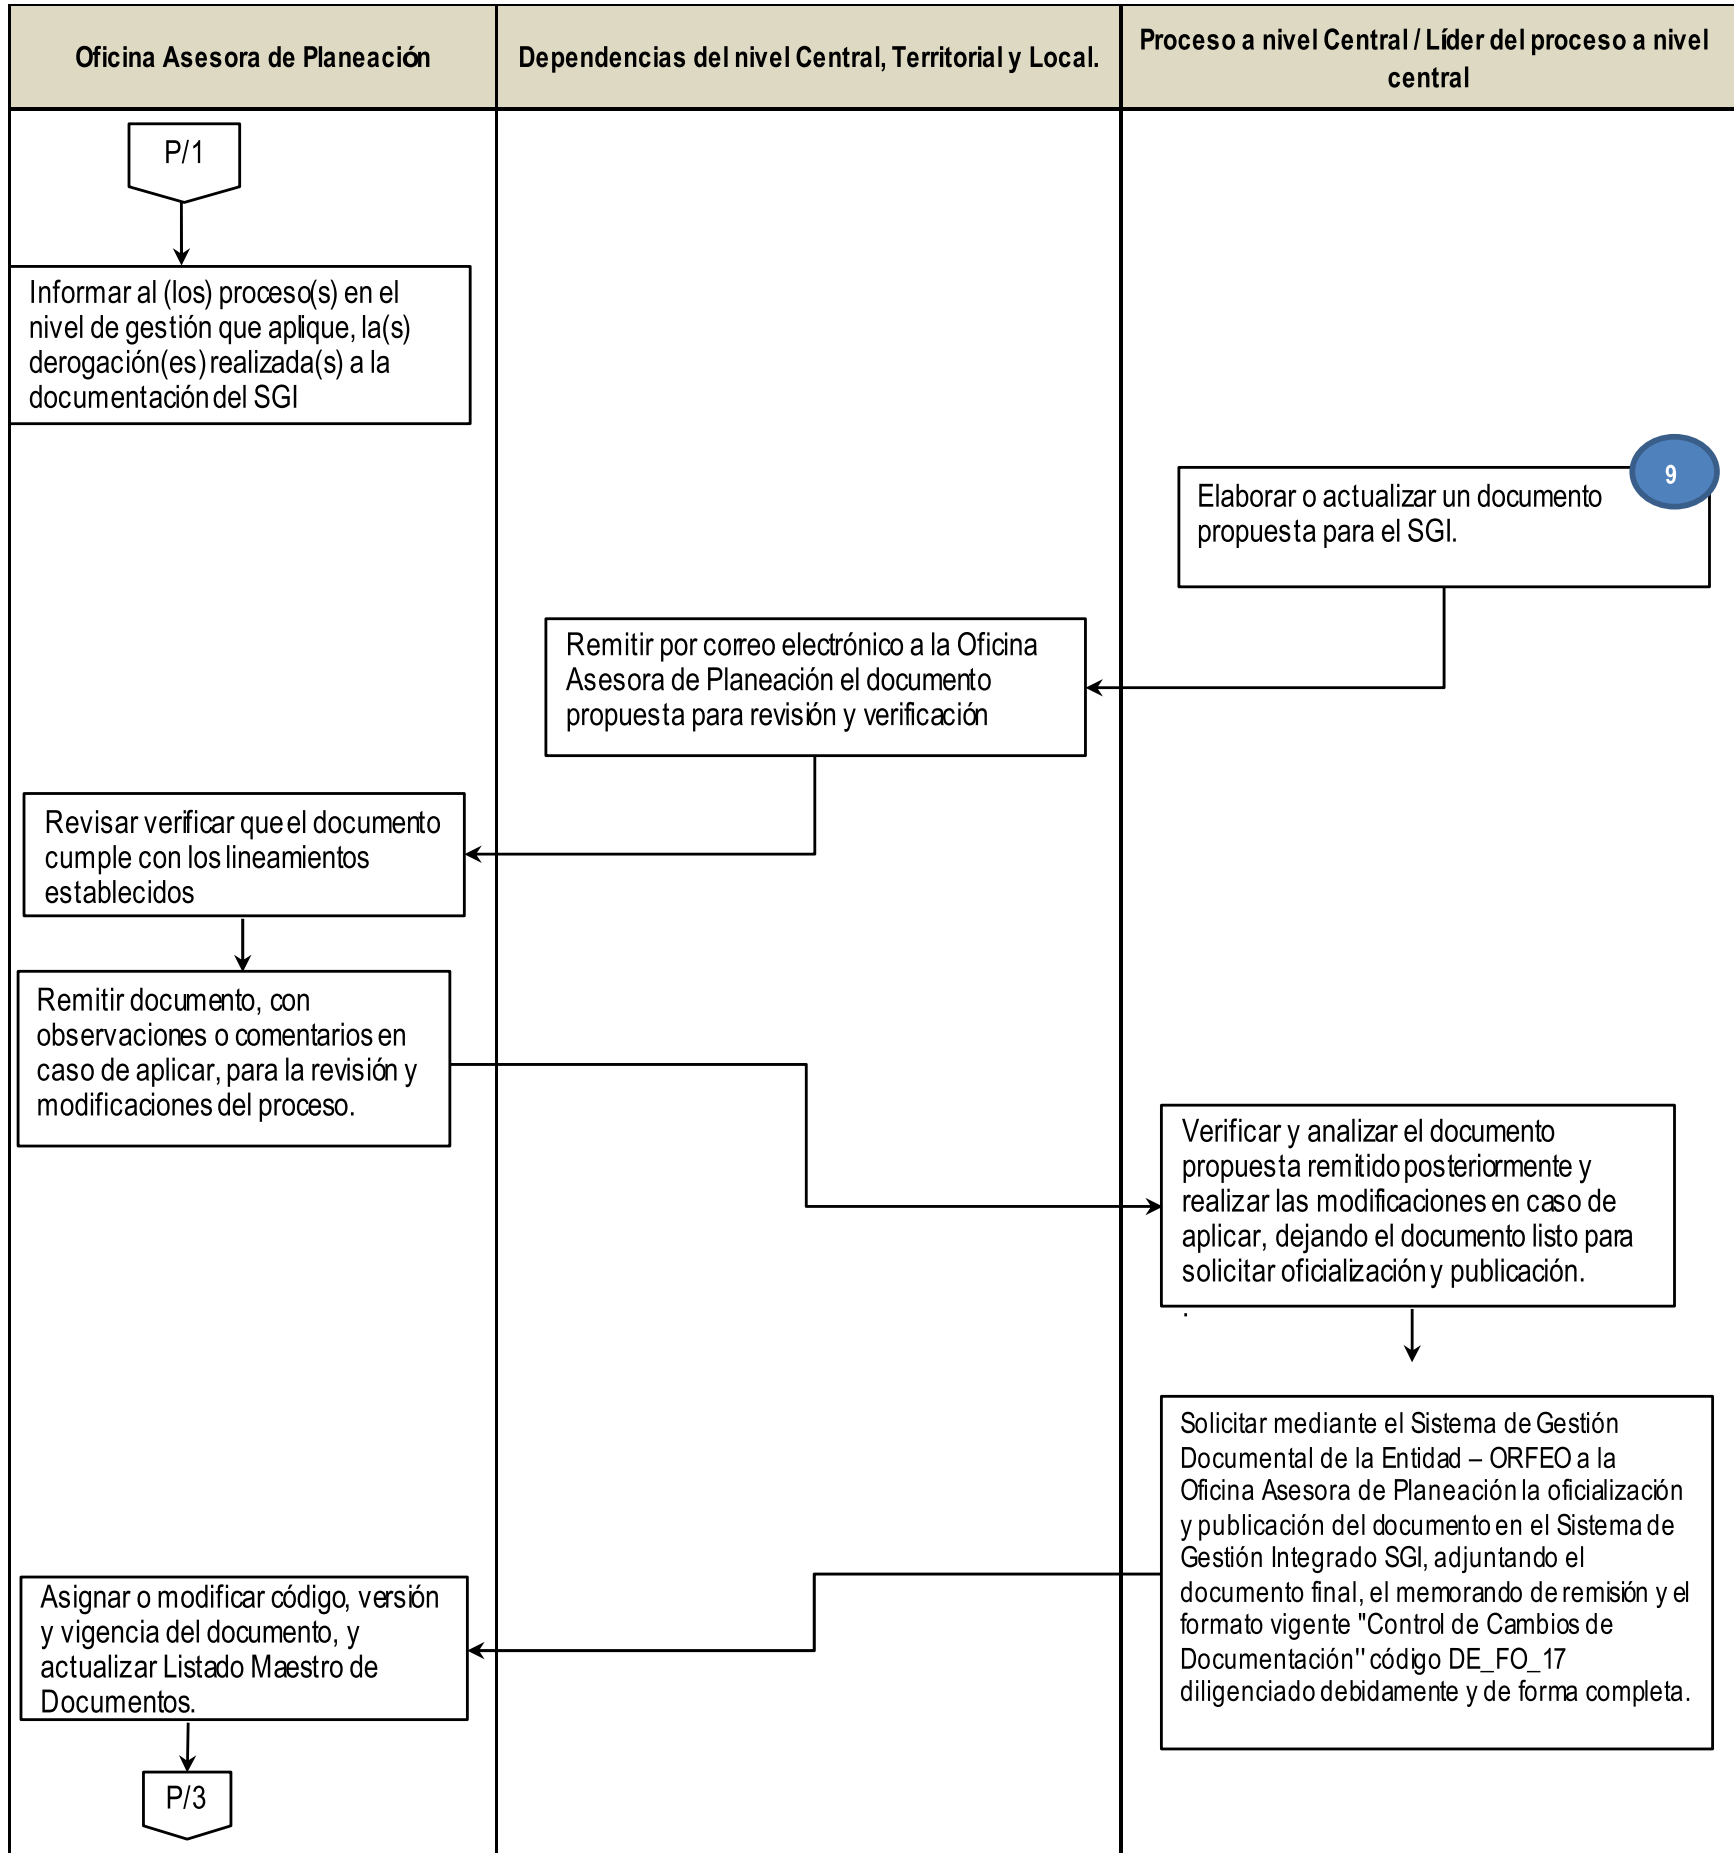 Oficina Asesora de Planeación
Dependencias del nivel Central, Territorial y Local.
Proceso a nivel Central / Líder del proceso a nivel
central
P/1
Informar al (los) proceso(s) en el
nivel de gestión que aplique, la(s)
derogación(es) realizada(s) a la
documentación del SGI
9
Elaborar o actualizar un documento
propuesta para el SGI.
Remitir por correo electrónico a la Oficina
Asesora de Planeación el documento
propuesta para revisión y verificación
Revisar verificar que el documento
cumple con los lineamientos
establecidos
Remitir documento, con
observaciones o comentarios en
caso de aplicar, para la revisión y
modificaciones del proceso.
Verificar y analizar el documento
propuesta remitido posteriormente y
realizar las modificaciones en caso de
aplicar, dejando el documento listo para
solicitar oficialización y publicación.
.
Solicitar mediante el Sistema de Gestión
Documental de la Entidad – ORFEO a la
Oficina Asesora de Planeación la oficialización
y publicación del documento en el Sistema de
Gestión Integrado SGI, adjuntando el
documento final, el memorando de remisión y el
formato vigente "Control de Cambios de
Documentación" código DE_FO_17
diligenciado debidamente y de forma completa.
Asignar o modificar código, versión
y vigencia del documento, y
actualizar Listado Maestro de
Documentos.
P/3